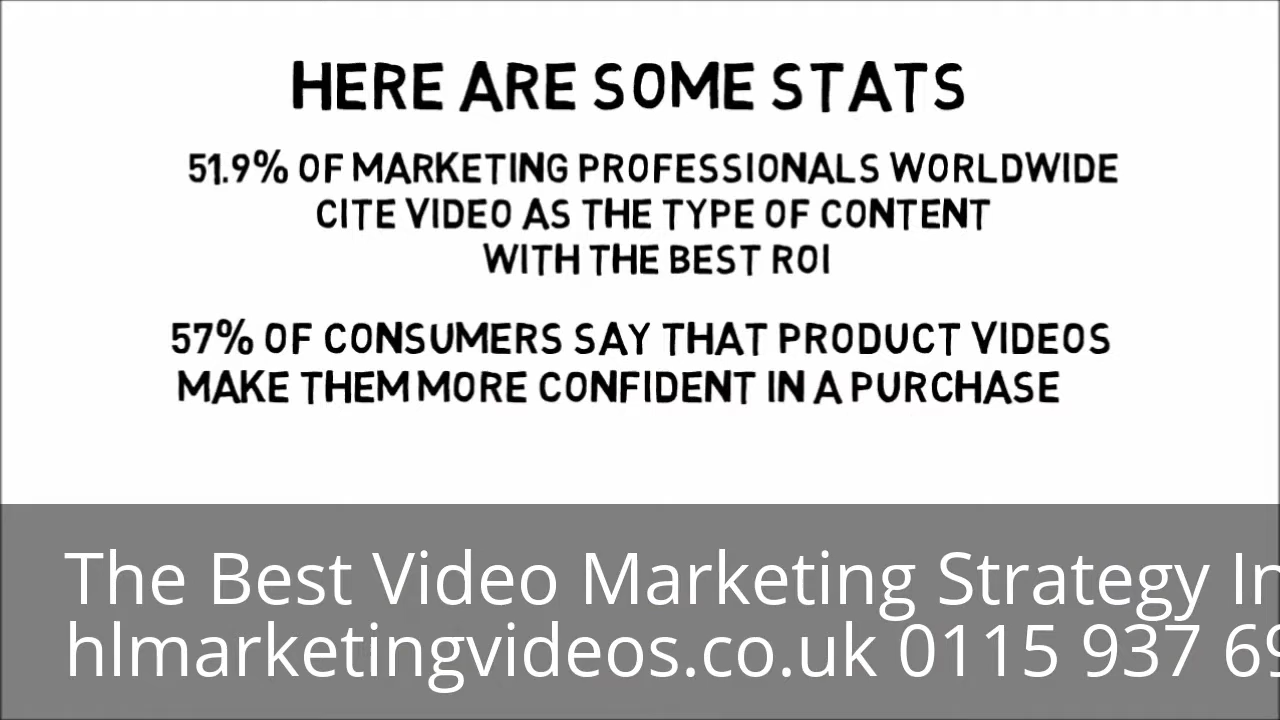 HERE ARE SOME STATS
51.9% OF MARKETING PROFESSIONALS WORLDWIDE
CITE VIDEO AS THE TYPE OF CONTENT
WITH THE BEST ROI
57% OF CONSUMERS SAY THAT PRODUCT VIDEOS
MAKE THEM MORE CONFIDENT IN A PURCHASE
The Best Video Marketing Strategy In
hlmarketingvideos.co.uk 0115 937 69